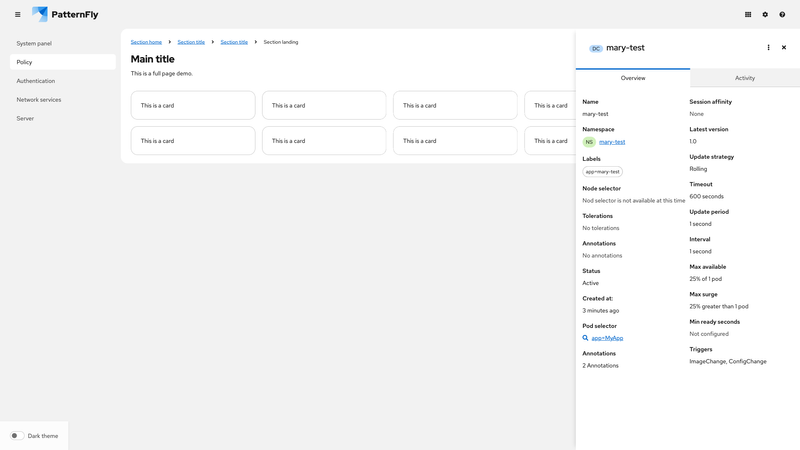 PatternFly
System panel
Policy
Authentication
Network services
Server
Section home
Section title
Section title
Section landing
Main title
This is a full page demo.
This is a card
This is a card
This is a card
This is a card
This is a card
This is a card
This is a card
This is a card
DC mary-test
Overview
Activity
Name
mary-test
Namespace
NS mary-test
Labels
app=mary-test
Node selector
Nod selector is not available at this time
Tolerations
No tolerations
Annotations
No annotations
Status
Active
Created at:
3 minutes ago
Pod selector
app=MyApp
Annotations
2 Annotations
Session affinity
None
Latest version
1.0
Update strategy
Rolling
Timeout
600 seconds
Update period
1 second
Interval
1 second
Max available
25% of 1 pod
Max surge
25% greater than 1 pod
Min ready seconds
Not configured
Triggers
ImageChange, ConfigChange
Dark theme